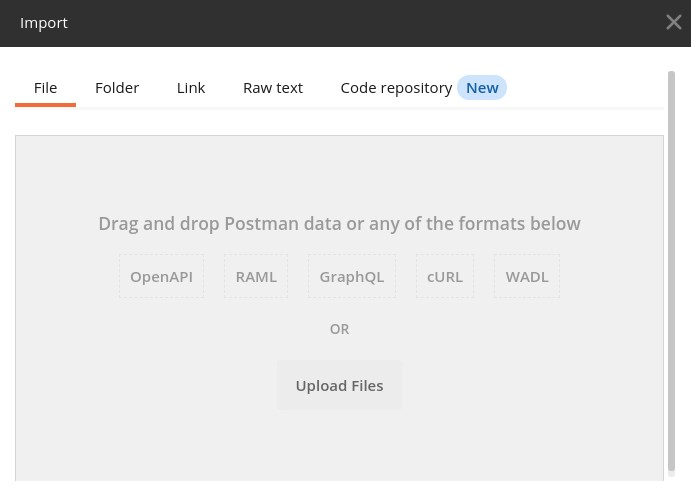 Import
File Folder Link Raw text Code repository New
Drag and drop Postman data or any of the formats below
OpenAPI RAML GraphQL cURL WADL
OR
Upload Files